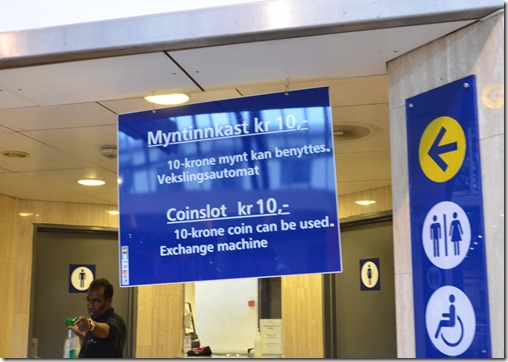 Myntinnkast kr 10,-
10-krone mynt kan benyttes.
Vekslingsautomat
Coinslot kr 10,-
10-krone coin can be used.
Exchange machine